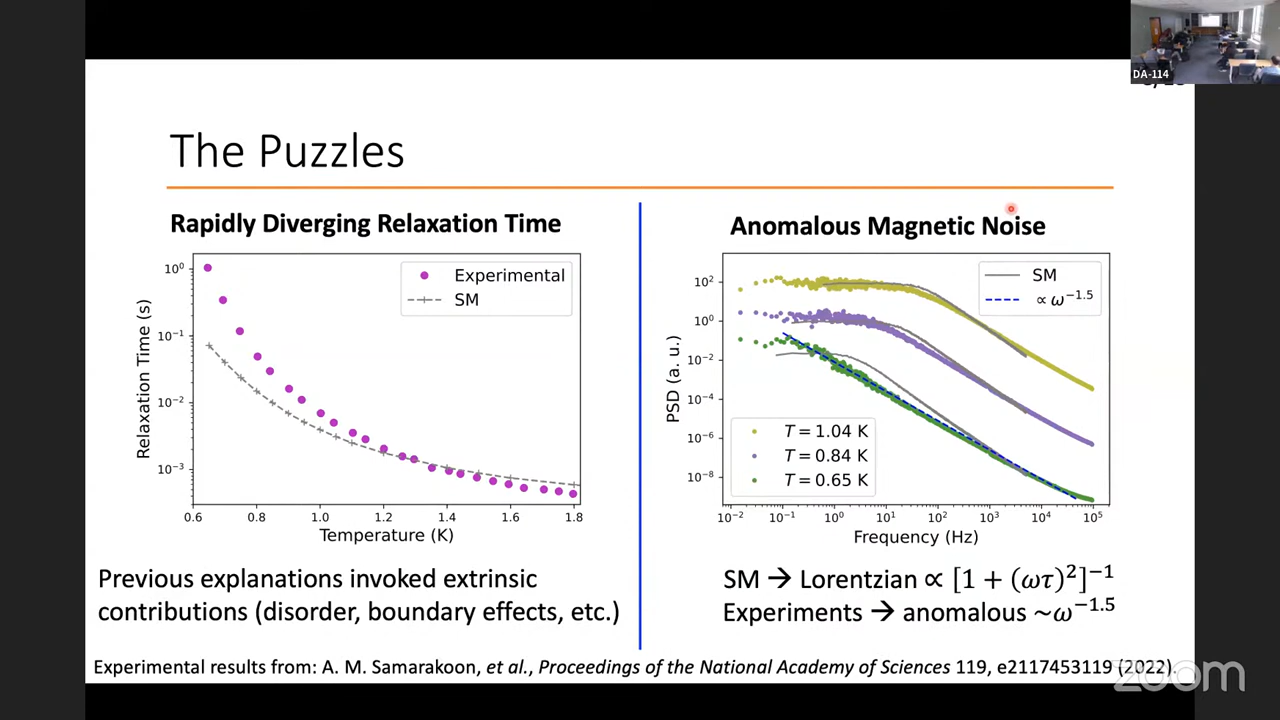 DA-114
The Puzzles
Rapidly Diverging Relaxation Time
Relaxation Time (s)
10⁰
10⁻¹
10⁻²
10⁻³
Experimental
SM
0.6 0.8 1.0 1.2 1.4 1.6 1.8
Temperature (K)
Previous explanations invoked extrinsic
contributions (disorder, boundary effects, etc.)
Anomalous Magnetic Noise
PSD (a. u.)
10²
10⁰
10⁻²
10⁻⁴
10⁻⁶
10⁻⁸
SM
∝ ω⁻¹·⁵
T = 1.04 K
T = 0.84 K
T = 0.65 K
10⁻² 10⁻¹ 10⁰ 10¹ 10² 10³ 10⁴ 10⁵
Frequency (Hz)
SM → Lorentzian ∝ [1 + (ωτ)²]⁻¹
Experiments → anomalous ~ω⁻¹·⁵
Experimental results from: A. M. Samarakoon, et al., Proceedings of the National Academy of Sciences 119, e2117453119 (2022).
zoom